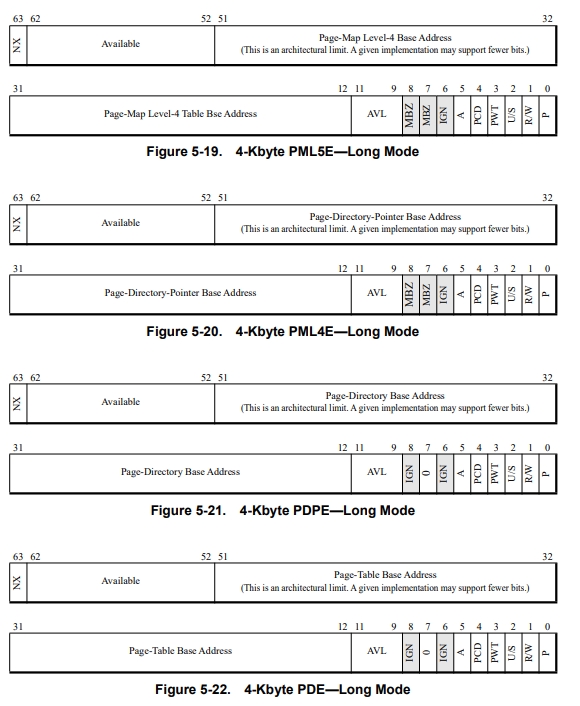 63 62 52 51 32
NX Available Page-Map Level-4 Base Address
(This is an architectural limit. A given implementation may support fewer bits.)
31 12 11 9 8 7 6 5 4 3 2 1 0
Page-Map Level-4 Table Bse Address AVL MBZ MBZ IGN A PCD PWT U/S R/W P
Figure 5-19. 4-Kbyte PML5E—Long Mode
63 62 52 51 32
NX Available Page-Directory-Pointer Base Address
(This is an architectural limit. A given implementation may support fewer bits.)
31 12 11 9 8 7 6 5 4 3 2 1 0
Page-Directory-Pointer Base Address AVL MBZ MBZ IGN A PCD PWT U/S R/W P
Figure 5-20. 4-Kbyte PML4E—Long Mode
63 62 52 51 32
NX Available Page-Directory Base Address
(This is an architectural limit. A given implementation may support fewer bits.)
31 12 11 9 8 7 6 5 4 3 2 1 0
Page-Directory Base Address AVL IGN 0 IGN A PCD PWT U/S R/W P
Figure 5-21. 4-Kbyte PDPE—Long Mode
63 62 52 51 32
NX Available Page-Table Base Address
(This is an architectural limit. A given implementation may support fewer bits.)
31 12 11 9 8 7 6 5 4 3 2 1 0
Page-Table Base Address AVL IGN 0 IGN A PCD PWT U/S R/W P
Figure 5-22. 4-Kbyte PDE—Long Mode